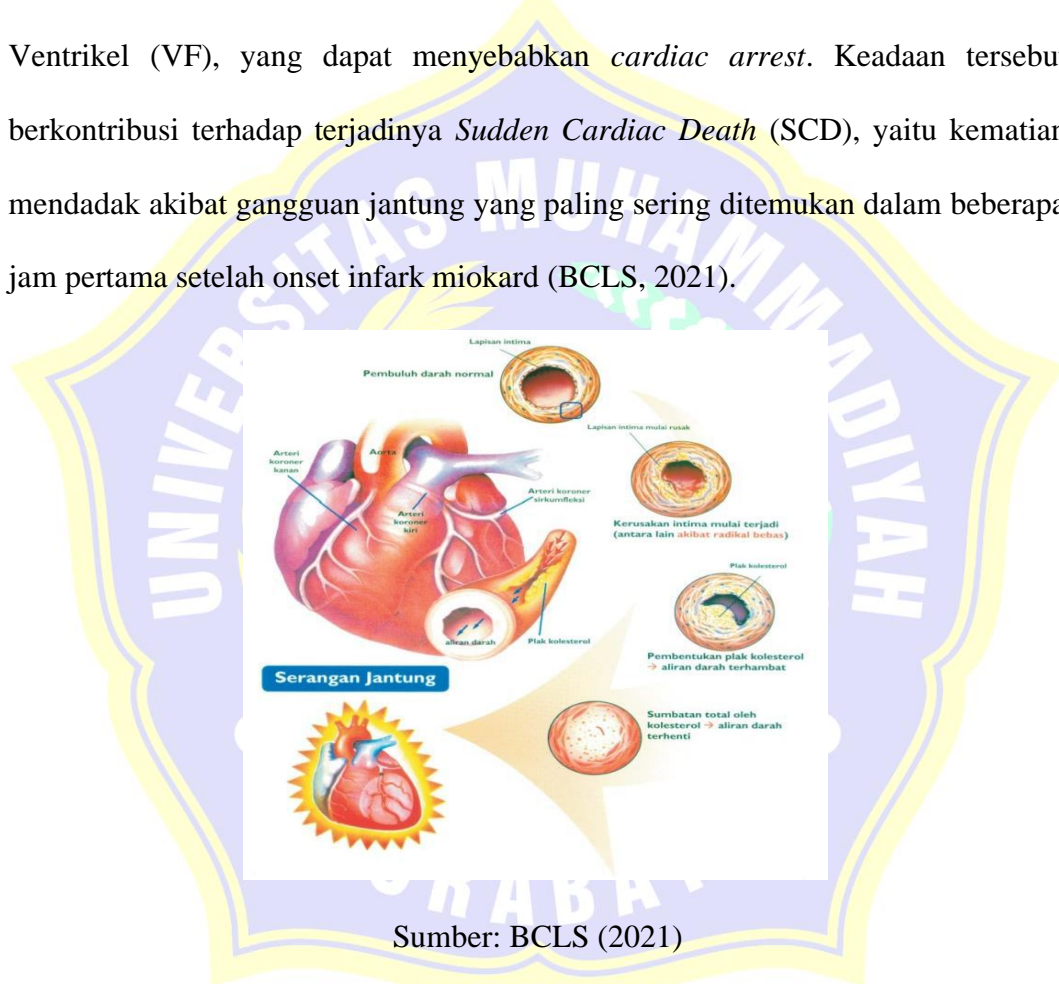 Ventrikel (VF), yang dapat menyebabkan cardiac arrest. Keadaan tersebu
berkontribusi terhadap terjadinya Sudden Cardiac Death (SCD), yaitu kematian
mendadak akibat gangguan jantung yang paling sering ditemukan dalam beberapa
jam pertama setelah onset infark miokard (BCLS, 2021).
UNIVERSITAS MUHAMMADIYAH
Lapisan intima
Pembuluh darah normal
Lapisan intima mulai rusak
Arteri
koroner
kanan
Aorta
Arteri
koroner
kiri
Arteri koroner
sirkumfleksi
Kerusakan intima mulai terjadi
(antara lain akibat radikal bebas)
Plak kolesterol
aliran darah
Plak kolesterol
Pembentukan plak kolesterol
→ aliran darah terhambat
Serangan Jantung
Sumbatan total oleh
kolesterol → aliran darah
terhenti
Sumber: BCLS (2021)